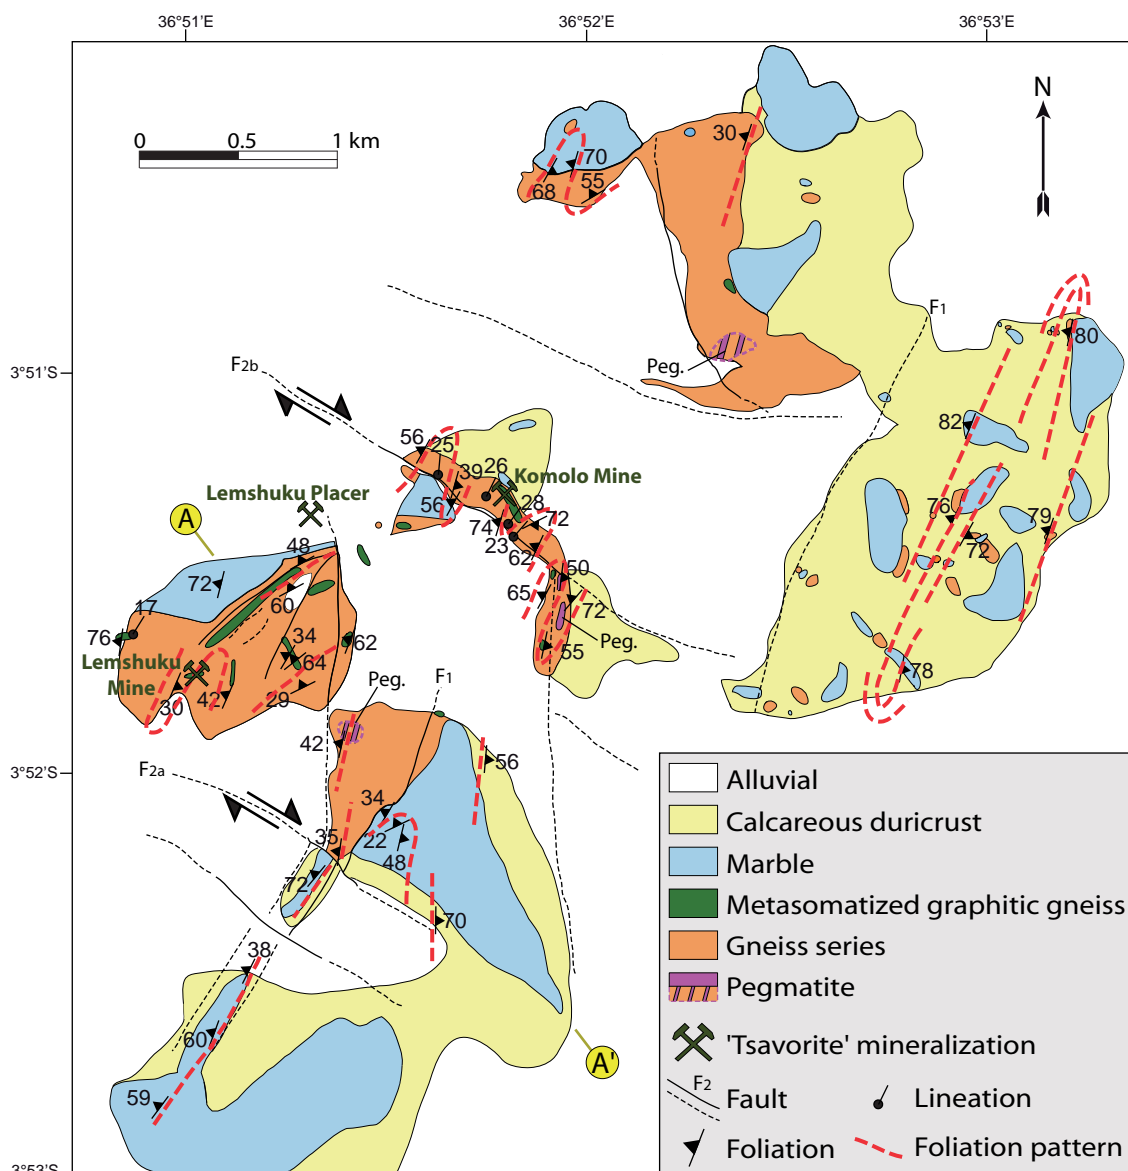 36°51'E 36°52'E 36°53'E
N
0 0.5 1 km
30
70
68 55
F1
80
Peg.
3°51'S
F2b
82
56 25
39 26 Komolo Mine
Lemshuku Placer
56 28
A
74 72
76 79
23
48 62
72
72 50
60 65
17 72
76 34 62 Peg.
Lemshuku 64 55
Mine
78
42 29
30
Peg. F1
42
56
3°52'S
F2a
34
35 22
48
72
70
38
60
A'
59
3°53'S
Alluvial
Calcareous duricrust
Marble
Metasomatized graphitic gneiss
Gneiss series
Pegmatite
'Tsavorite' mineralization
F2
Fault Lineation
Foliation Foliation pattern